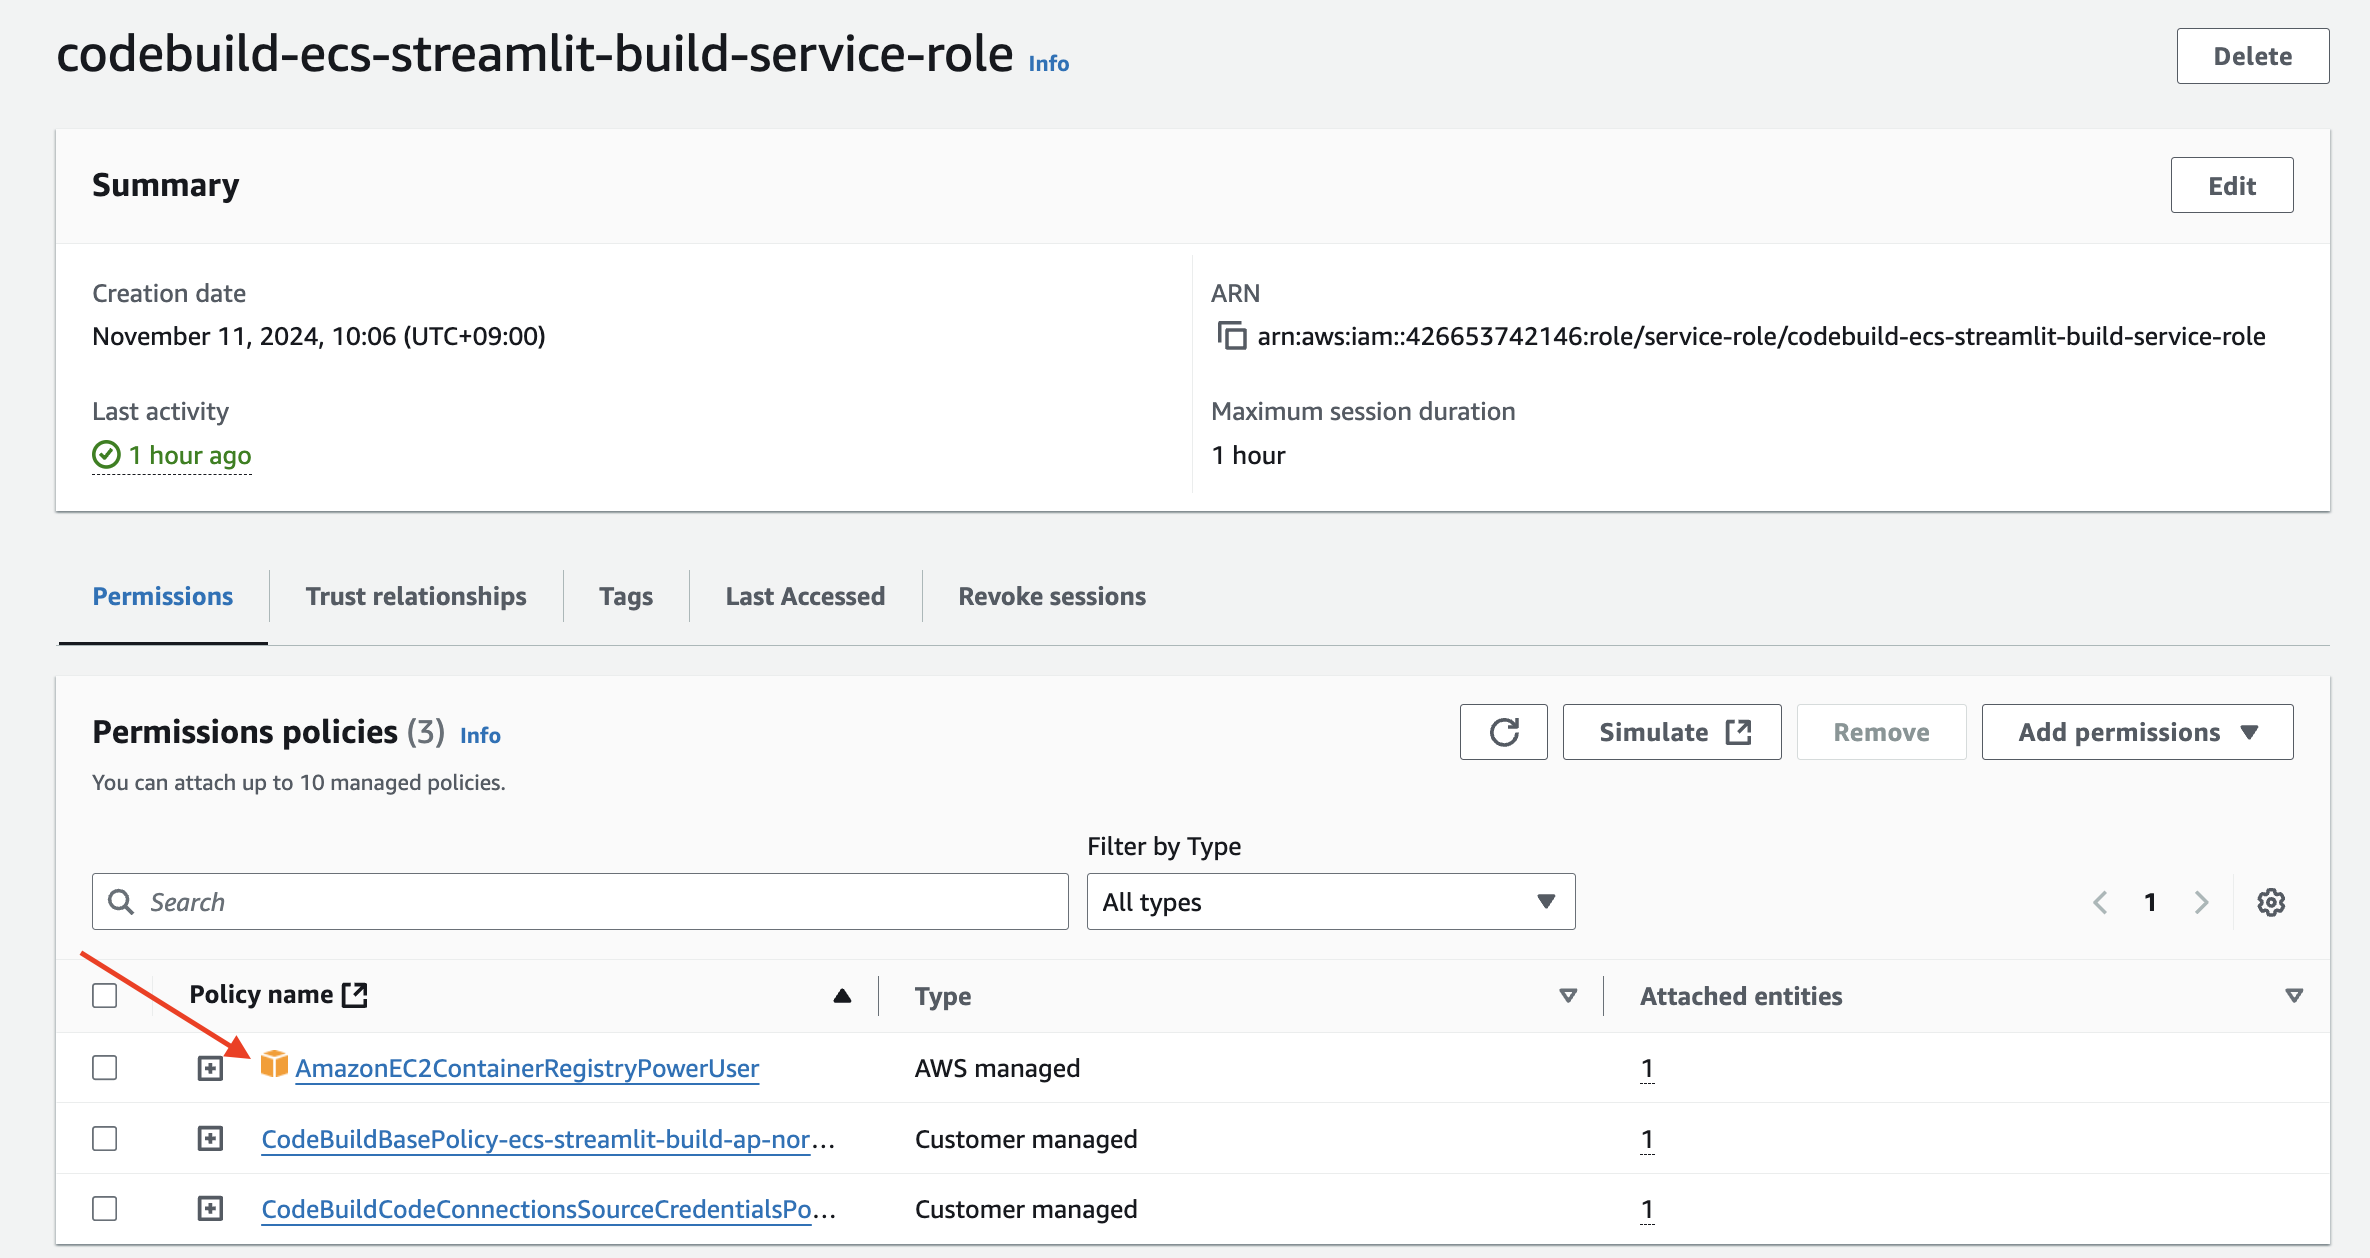 codebuild-ecs-streamlit-build-service-role Info
Delete
Summary
Edit
Creation date
November 11, 2024, 10:06 (UTC+09:00)
ARN
arn:aws:iam::426653742146:role/service-role/codebuild-ecs-streamlit-build-service-role
Last activity
1 hour ago
Maximum session duration
1 hour
Permissions
Trust relationships
Tags
Last Accessed
Revoke sessions
Permissions policies (3) Info
You can attach up to 10 managed policies.
Simulate
Remove
Add permissions
Filter by Type
Search
All types
1
Policy name
Type
Attached entities
AmazonEC2ContainerRegistryPowerUser
AWS managed
1
CodeBuildBasePolicy-ecs-streamlit-build-ap-nor...
Customer managed
1
CodeBuildCodeConnectionsSourceCredentialsPo...
Customer managed
1